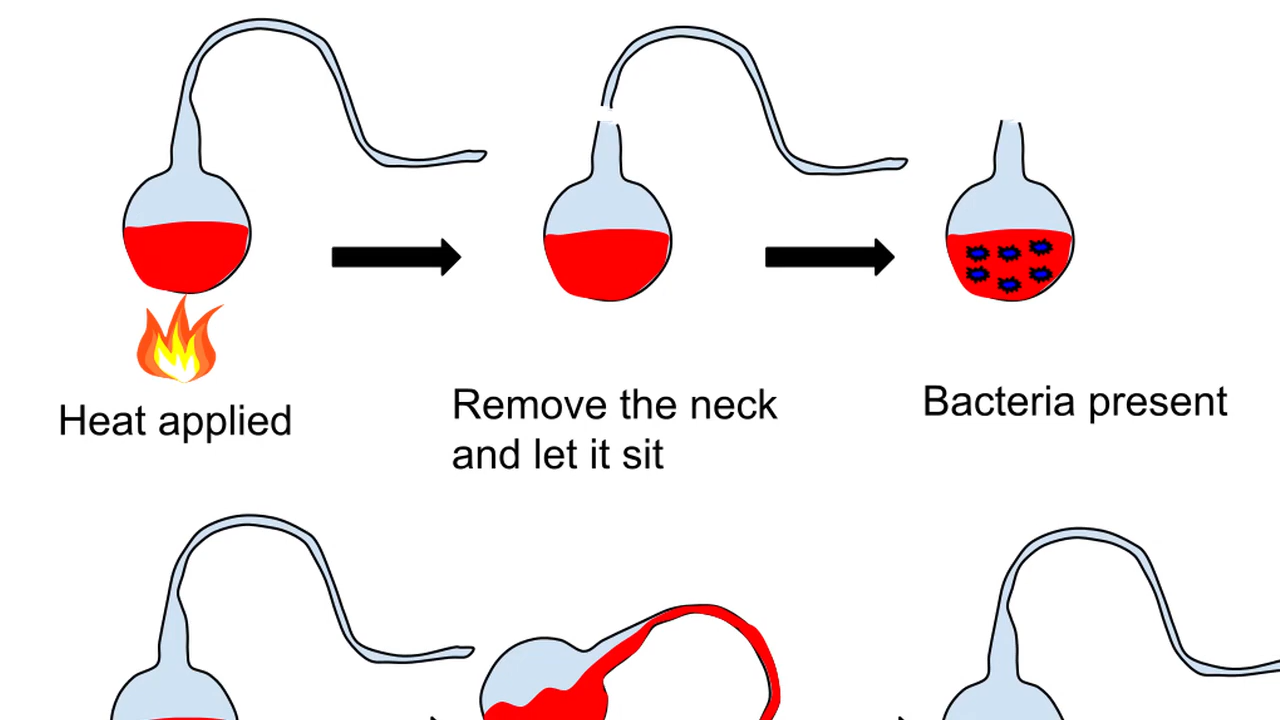 Heat applied
Remove the neck
and let it sit
Bacteria present